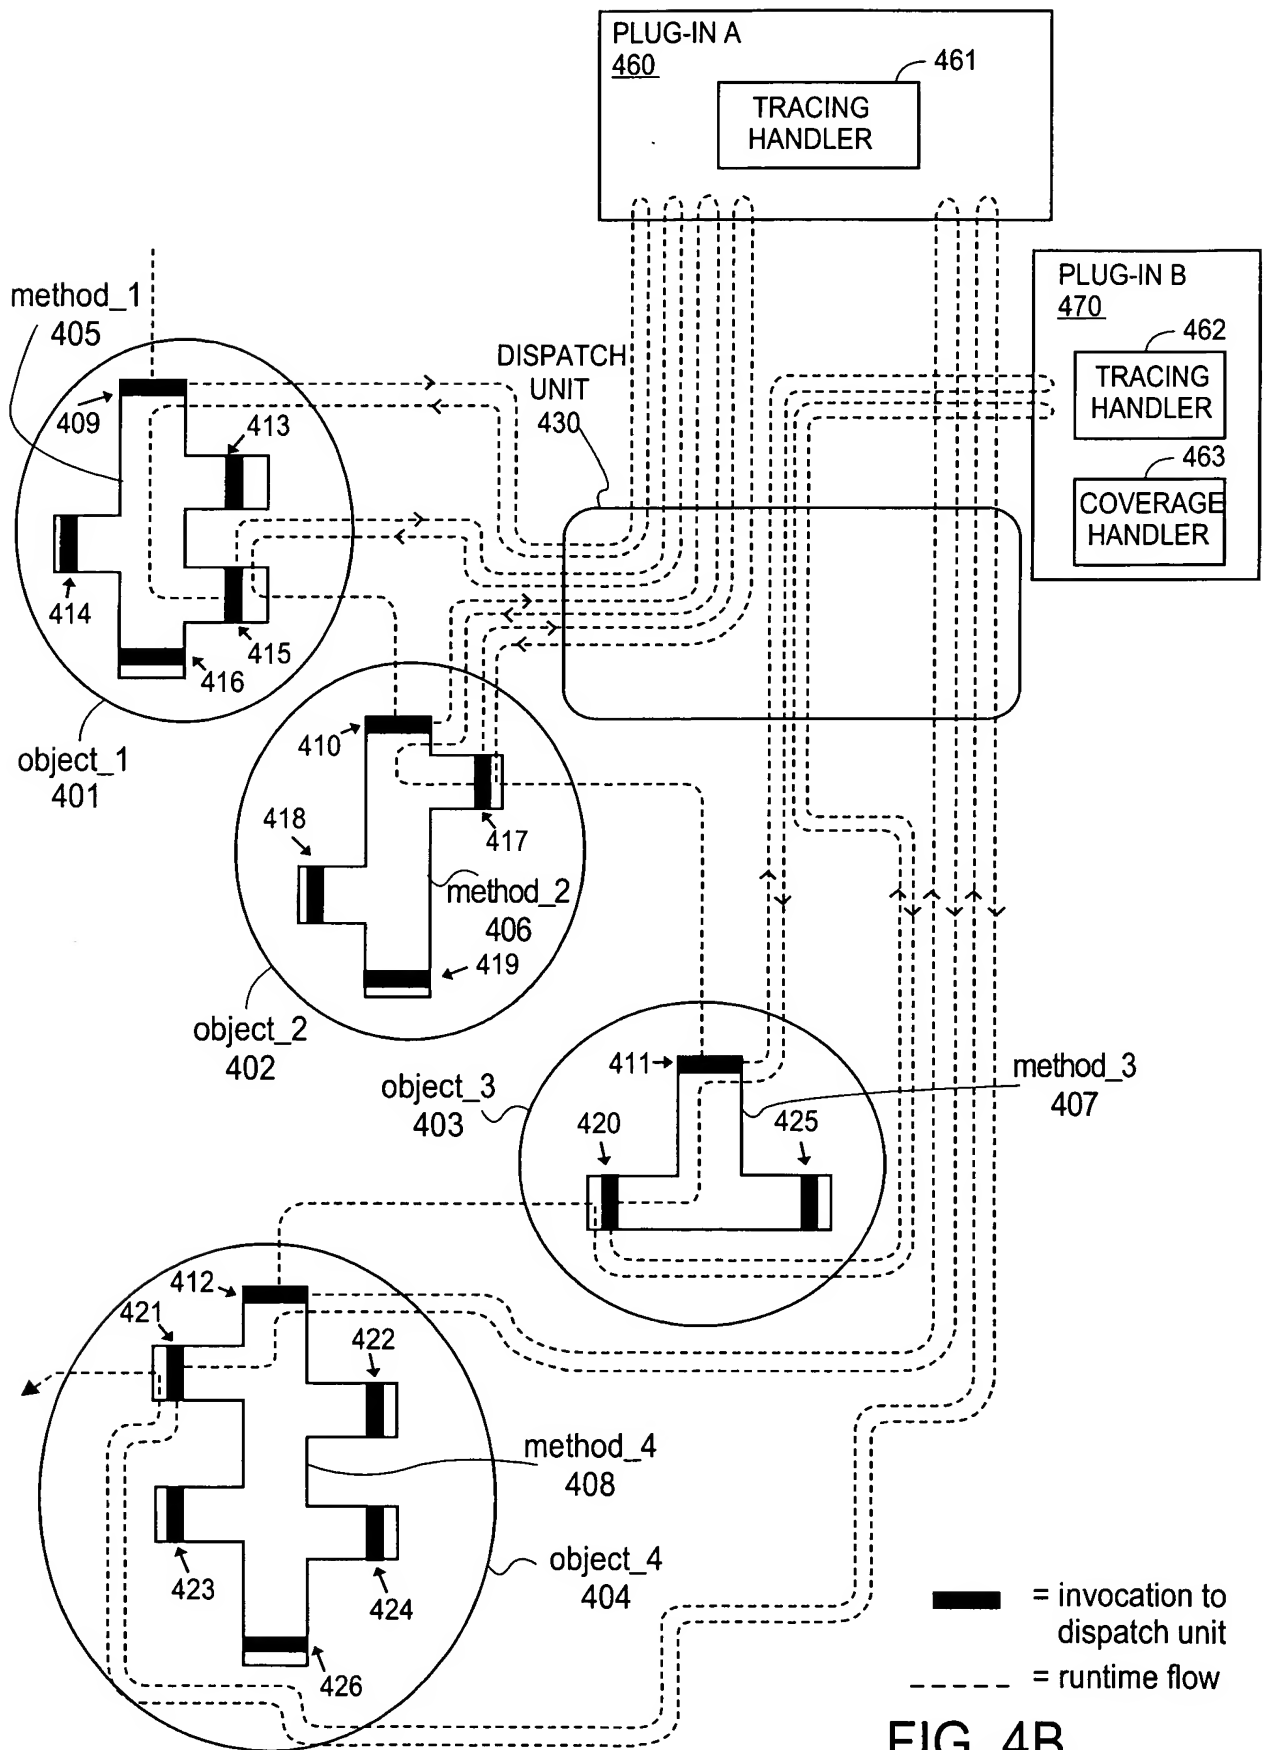 PLUG-IN A
460
461
TRACING
HANDLER
PLUG-IN B
470
462
TRACING
HANDLER
463
COVERAGE
HANDLER
method_1
405
DISPATCH
UNIT
430
409
413
414
415
416
object_1
401
410
418
417
method_2
406
419
object_2
402
411
object_3
403
method_3
407
420
425
412
421
422
method_4
408
423
424
object_4
404
426
= invocation to
dispatch unit
= runtime flow
FIG. 4B